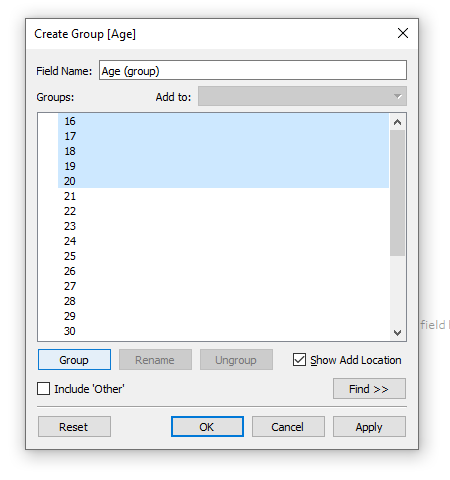 Create Group [Age]
Field Name: Age (group)
Groups: Add to:
16
17
18
19
20
21
22
23
24
25
26
27
28
29
30
field
Group Rename Ungroup Show Add Location
Include 'Other' Find >>
Reset OK Cancel Apply